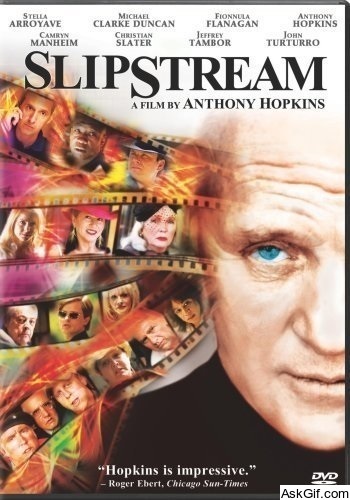 STELLA ARROYAVE
MICHAEL CLARKE DUNCAN
FIONNULA FLANAGAN
ANTHONY HOPKINS
CAMRYN MANHEIM
CHRISTIAN SLATER
JEFFREY TAMBOR
JOHN TURTURRO
SLIPSTREAM
A FILM BY ANTHONY HOPKINS
“Hopkins is impressive.”
– Roger Ebert, Chicago Sun-Times
DVD
AskGif.com